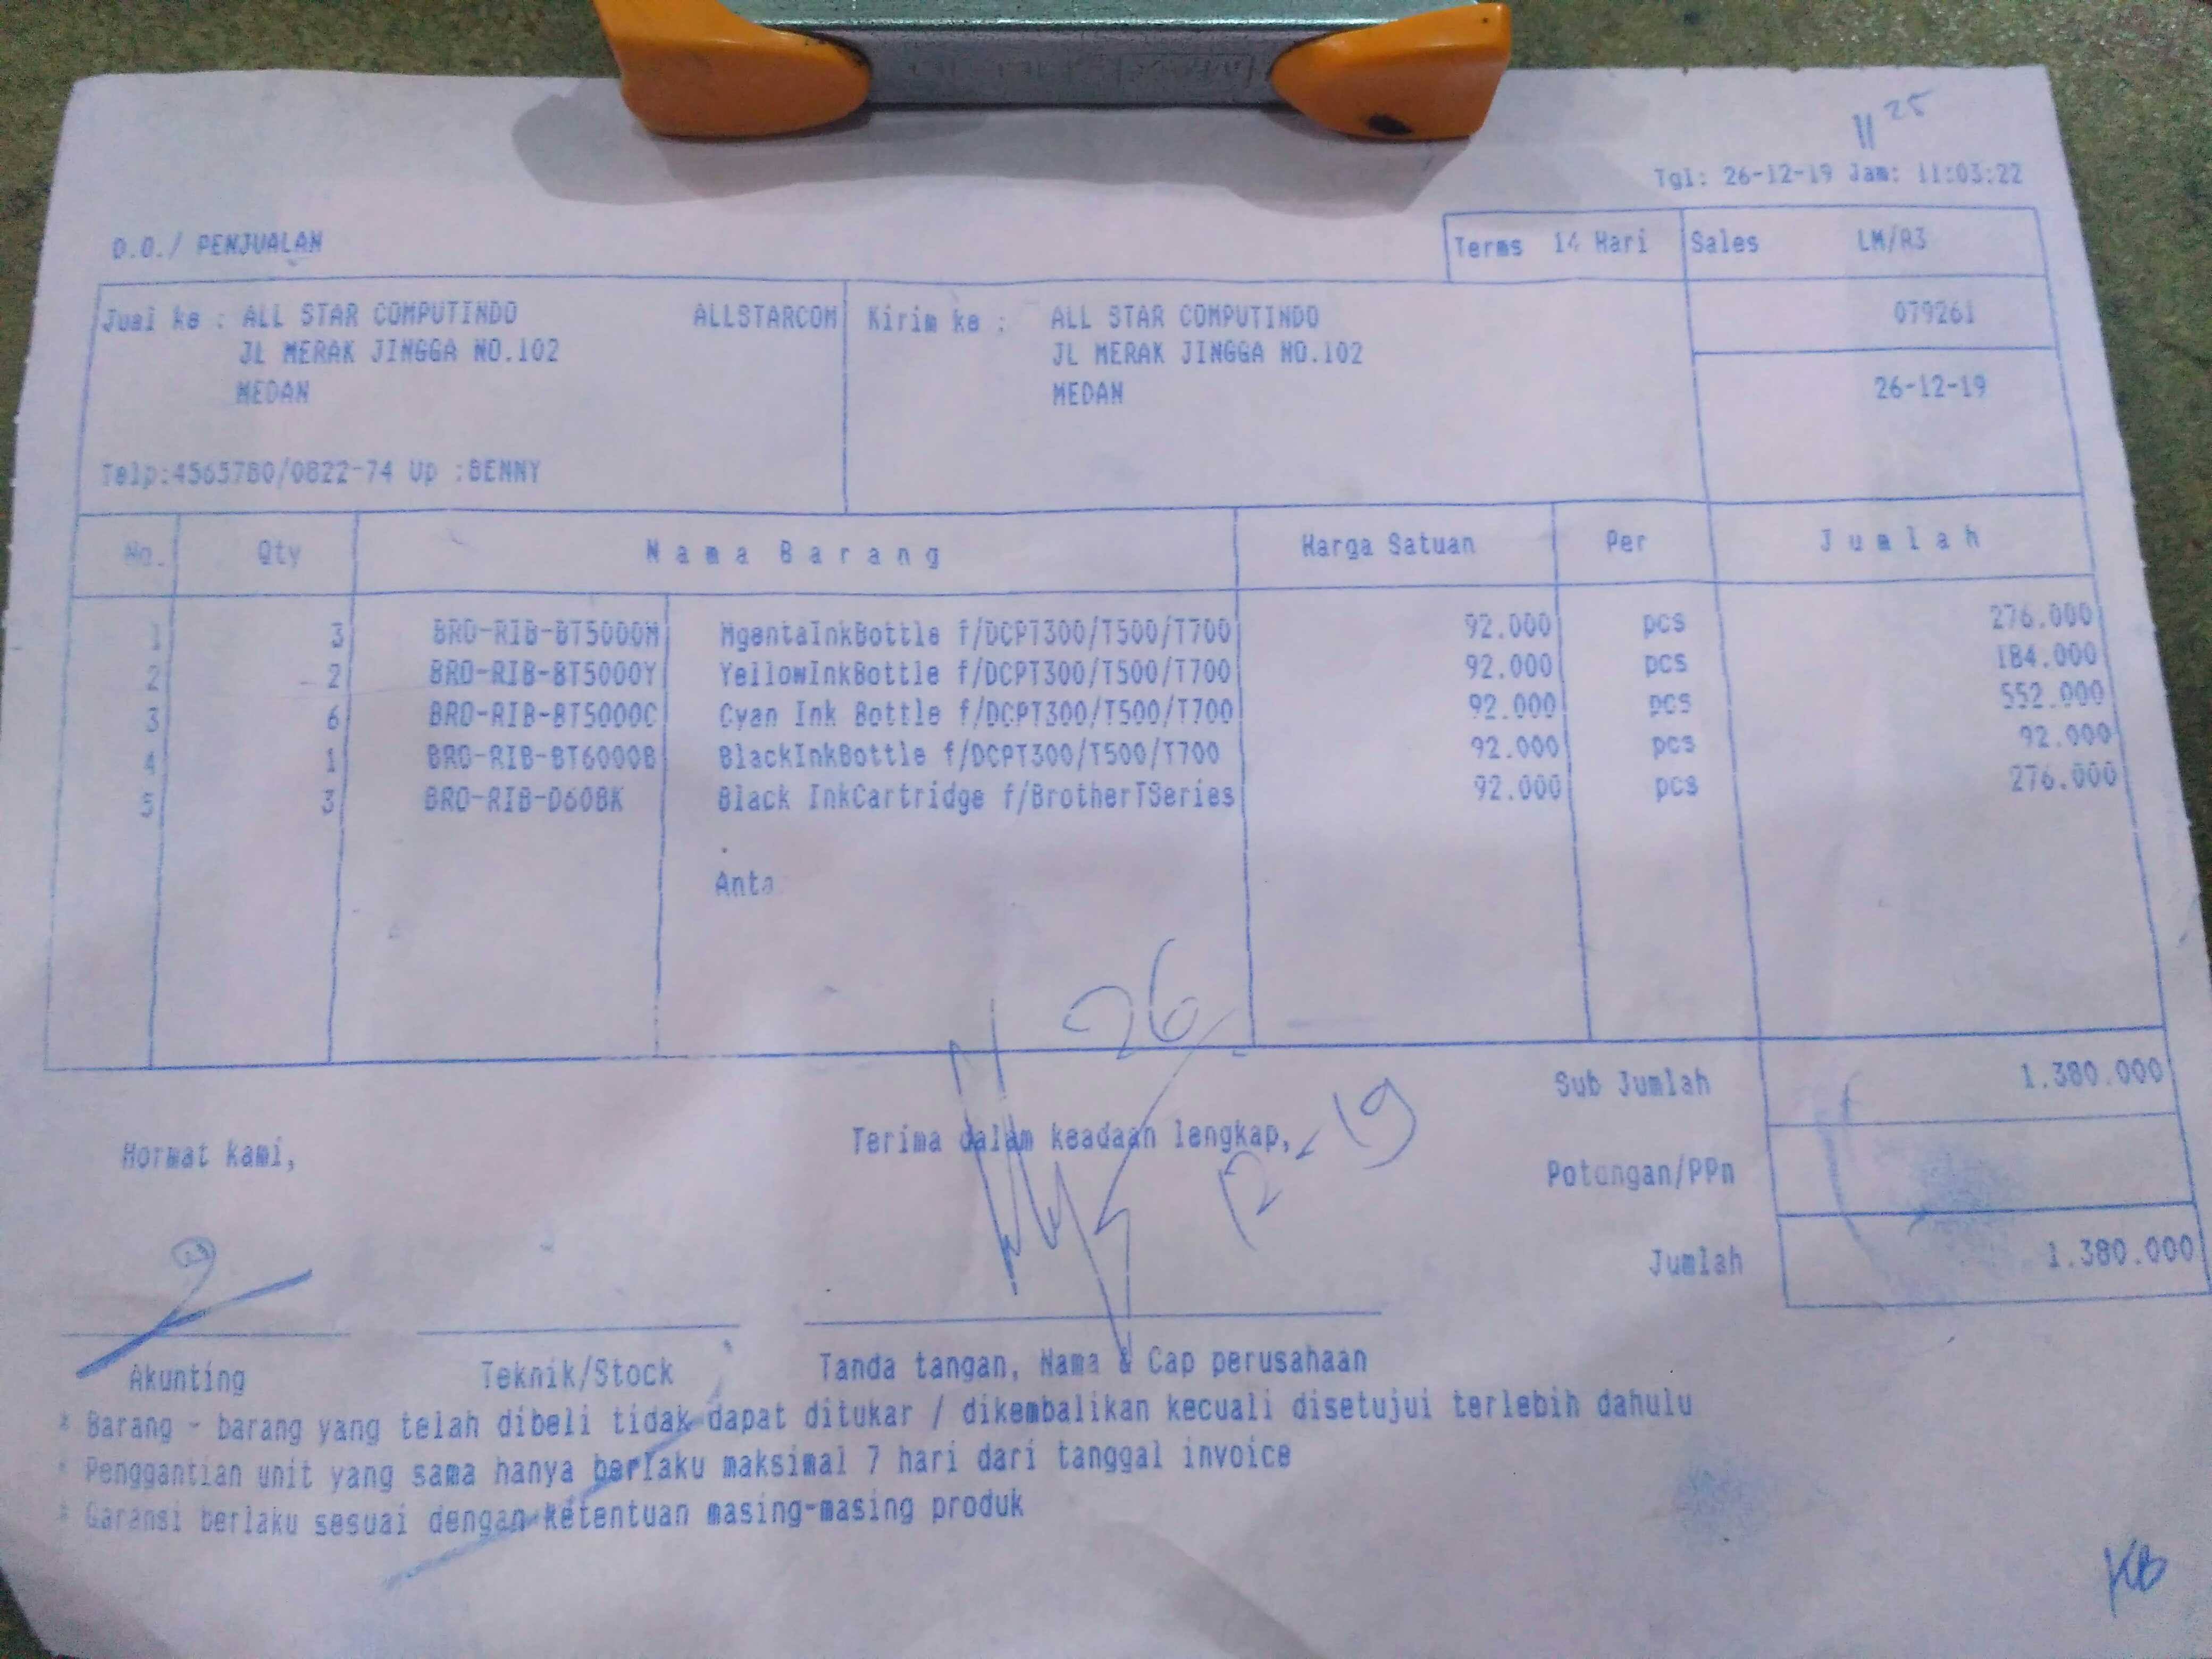 11 25
Tgl: 26-12-19 Jam: 11:03:22
D.O./ PENJUALAN
Terms 14 Hari Sales LM/R3
Jual ke : ALL STAR COMPUTINDO ALLSTARCOM Kirim ke : ALL STAR COMPUTINDO 079261
JL MERAK JINGGA NO.102 JL MERAK JINGGA NO.102
MEDAN MEDAN 26-12-19
Telp:4565780/0822-74 Up :BENNY
No. Qty Nama Barang Harga Satuan Per Jumlah
1 3 BRO-RIB-BT5000M MgentaInkBottle f/DCPT300/T500/T700 92.000 pcs 276.000
2 2 BRO-RIB-BT5000Y YellowInkBottle f/DCPT300/T500/T700 92.000 pcs 184.000
3 6 BRO-RIB-BT5000C Cyan Ink Bottle f/DCPT300/T500/T700 92.000 pcs 552.000
4 1 BRO-RIB-BT6000B BlackInkBottle f/DCPT300/T500/T700 92.000 pcs 92.000
5 3 BRO-RIB-D60BK Black InkCartridge f/BrotherTSeries 92.000 pcs 276.000
.
Anta
26
12-19
Sub Jumlah 1.380.000
Hormat kami, Terima dalam keadaan lengkap,
Potongan/PPn
Jumlah 1.380.000
Akunting Teknik/Stock Tanda tangan, Nama & Cap perusahaan
* Barang - barang yang telah dibeli tidak dapat ditukar / dikembalikan kecuali disetujui terlebih dahulu
* Penggantian unit yang sama hanya berlaku maksimal 7 hari dari tanggal invoice
* Garansi berlaku sesuai dengan Ketentuan masing-masing produk